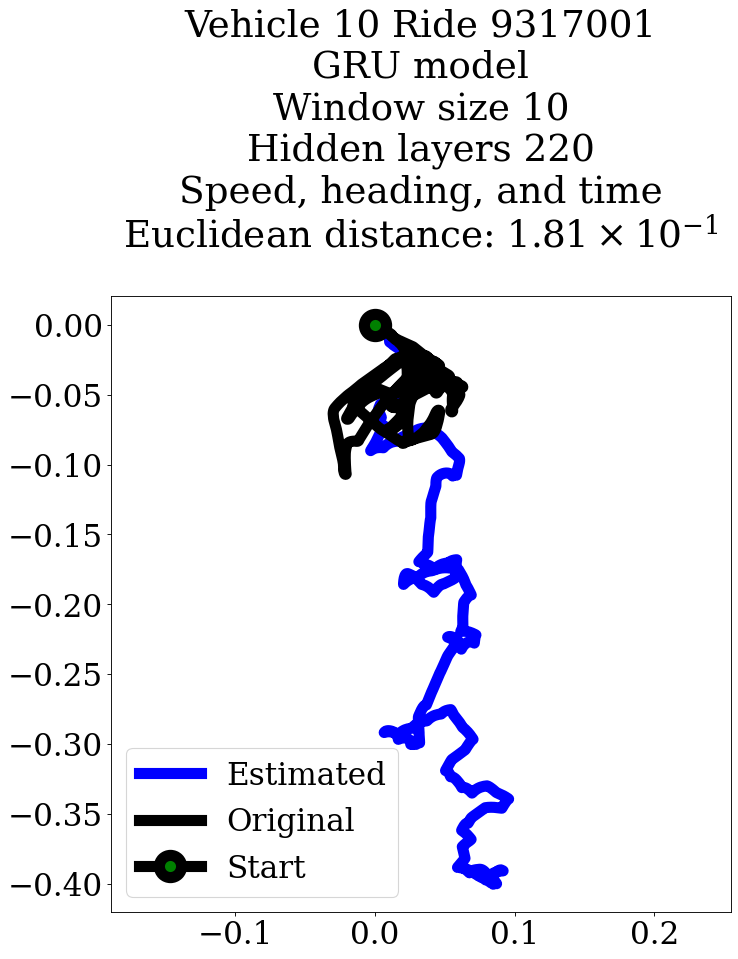 Vehicle 10 Ride 9317001
GRU model
Window size 10
Hidden layers 220
Speed, heading, and time
Euclidean distance: 1.81 × 10⁻¹
0.00
−0.05
−0.10
−0.15
−0.20
−0.25
−0.30
−0.35
−0.40
Estimated
Original
Start
−0.1 0.0 0.1 0.2